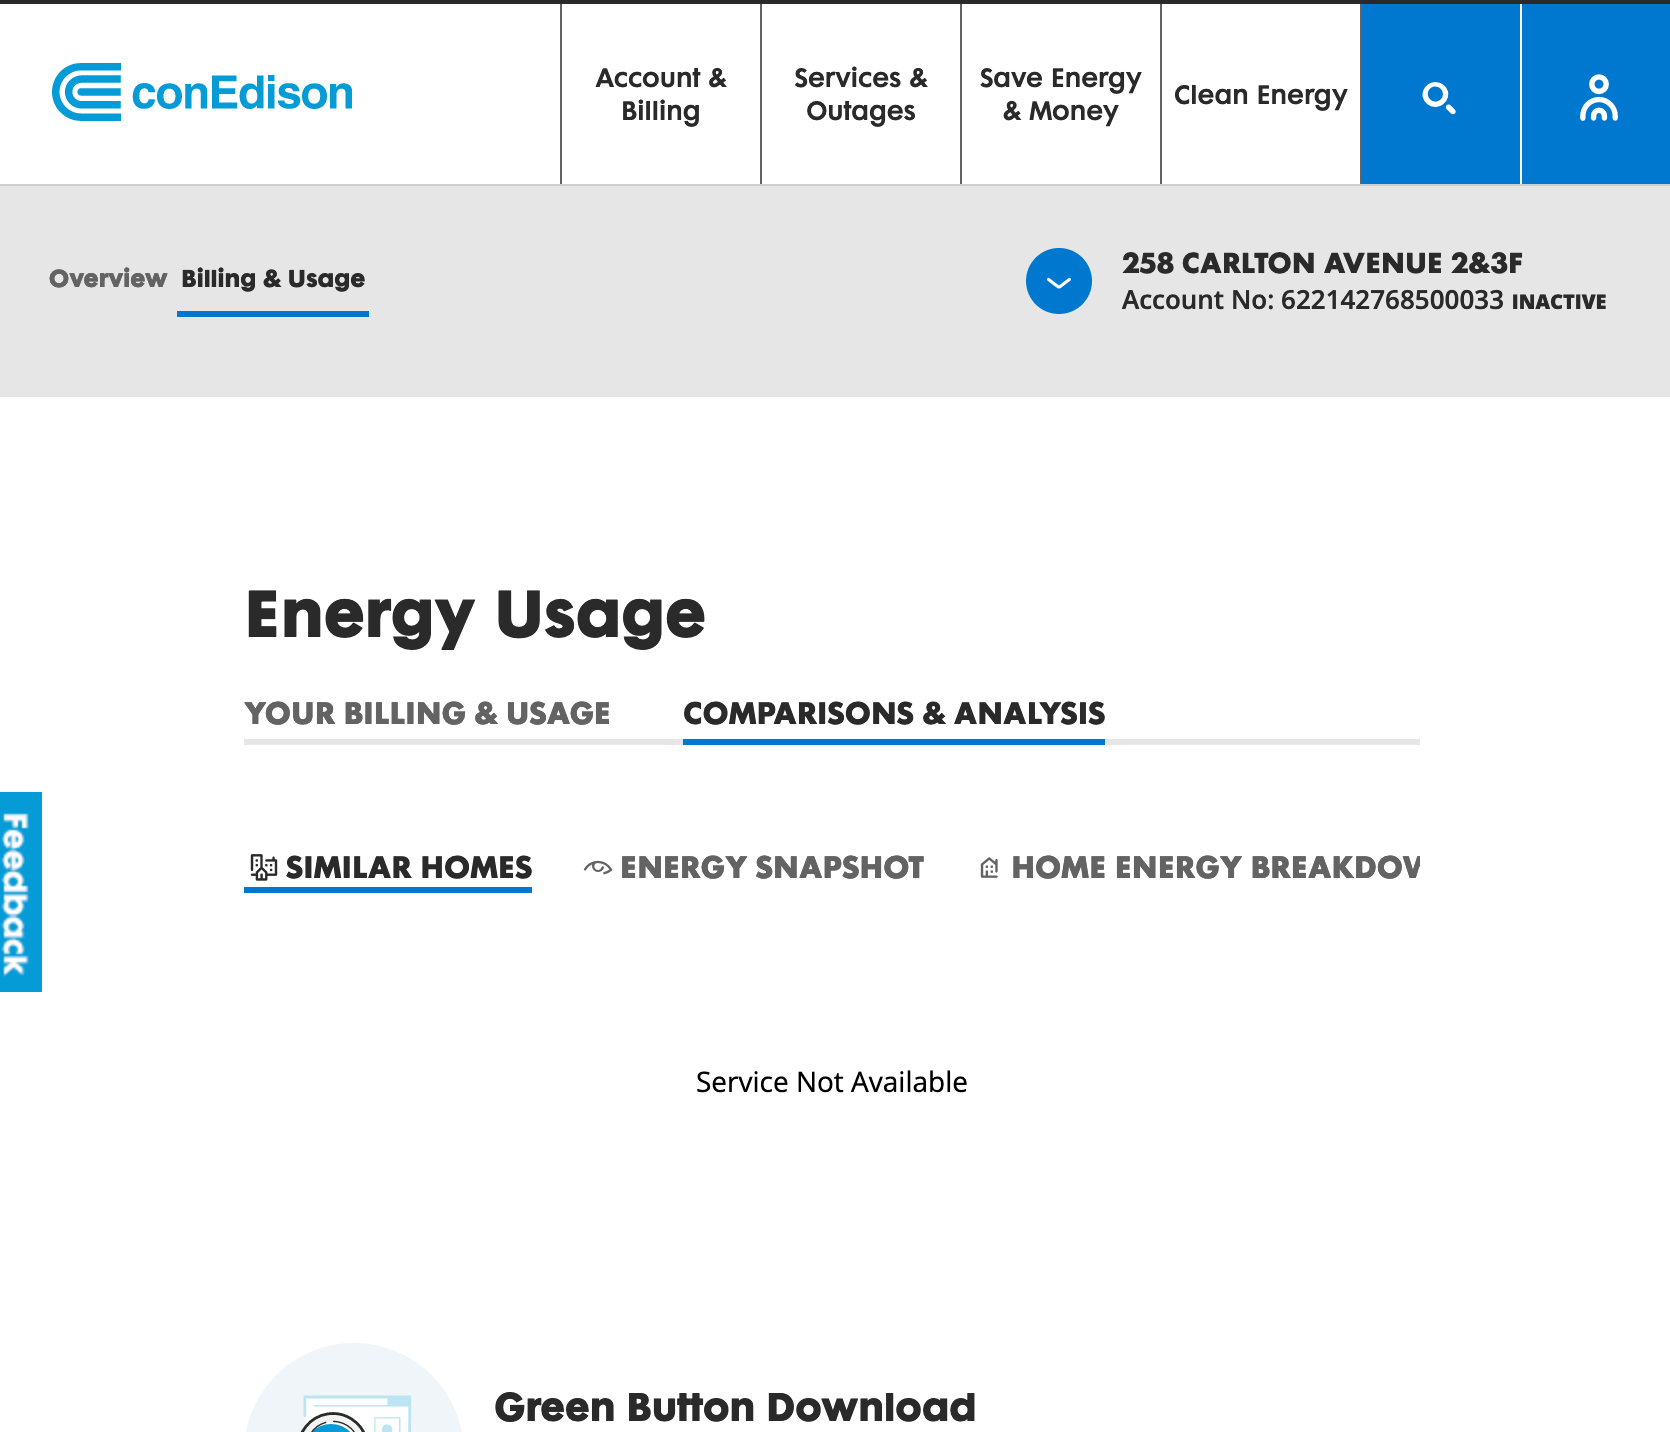 conEdison
Account &
Billing
Services &
Outages
Save Energy
& Money
Clean Energy
Overview
Billing & Usage
258 CARLTON AVENUE 2&3F
Account No: 622142768500033 INACTIVE
Energy Usage
YOUR BILLING & USAGE
COMPARISONS & ANALYSIS
SIMILAR HOMES
ENERGY SNAPSHOT
HOME ENERGY BREAKDOW
Feedback
Service Not Available
Green Button Download